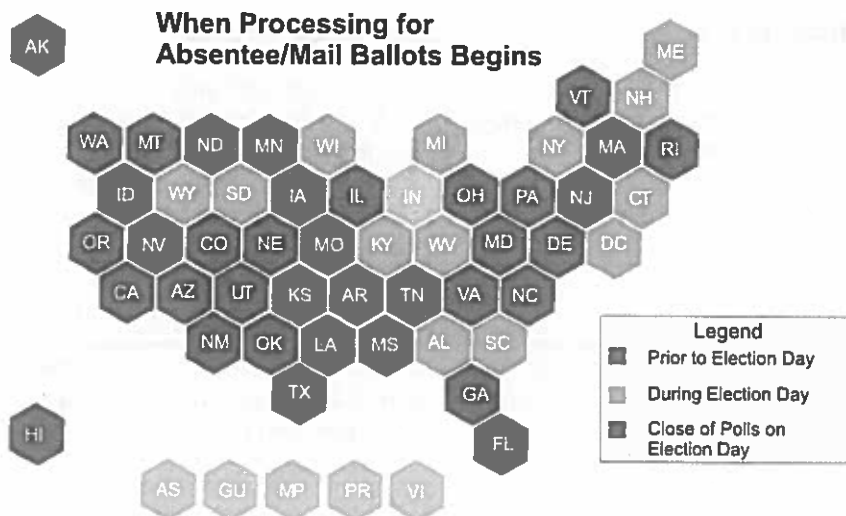 When Processing for
Absentee/Mail Ballots Begins
AK
ME
VT NH
WA MT ND MN WI MI NY MA RI
ID WY SD IA IL IN OH PA NJ CT
OR NV CO NE MO KY WV MD DE DC
CA AZ UT KS AR TN VA NC
NM OK LA MS AL SC
TX GA
HI FL
AS GU MP PR VI
Legend
Prior to Election Day
During Election Day
Close of Polls on
Election Day